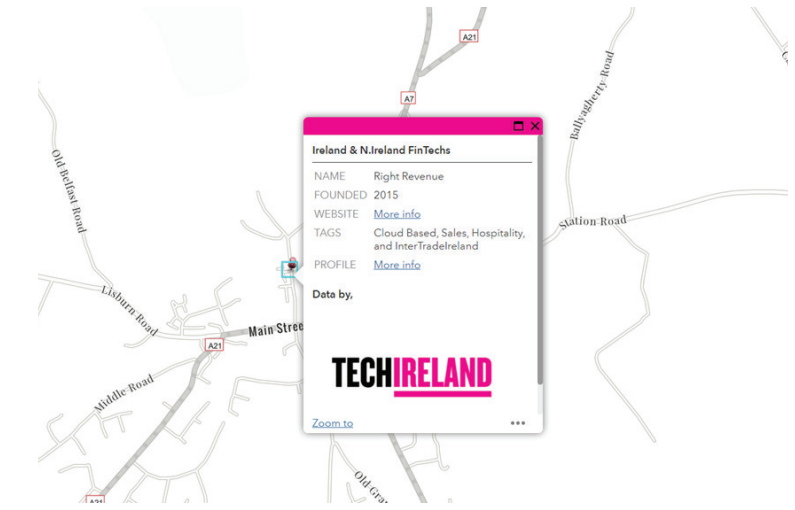 A21
A7
Ballyagherty Road
Old Belfast Road
Station Road
Lisburn Road
Main Stree
A21
Middle Road
A21
Ireland & N.Ireland FinTechs
NAME Right Revenue
FOUNDED 2015
WEBSITE More info
TAGS Cloud Based, Sales, Hospitality,
and InterTradeIreland
PROFILE More info
Data by,
TECHIRELAND
Zoom to
Old Gra